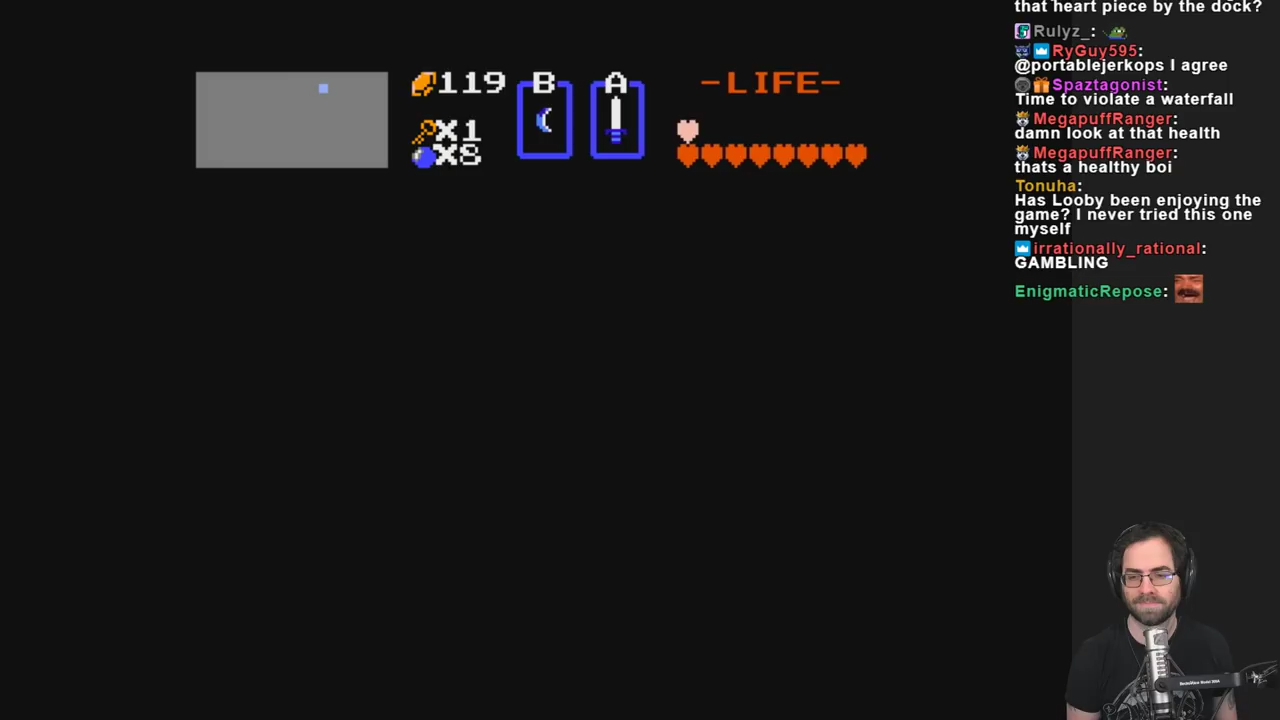 119
B
A
-LIFE-
X1
X8
that heart piece by the dock?
Rulyz_:
RyGuy595:
@portablejerkops I agree
Spaztagonist:
Time to violate a waterfall
MegapuffRanger:
damn look at that health
MegapuffRanger:
thats a healthy boi
Tonuha:
Has Looby been enjoying the
game? I never tried this one
myself
irrationally_rational:
GAMBLING
EnigmaticRepose: